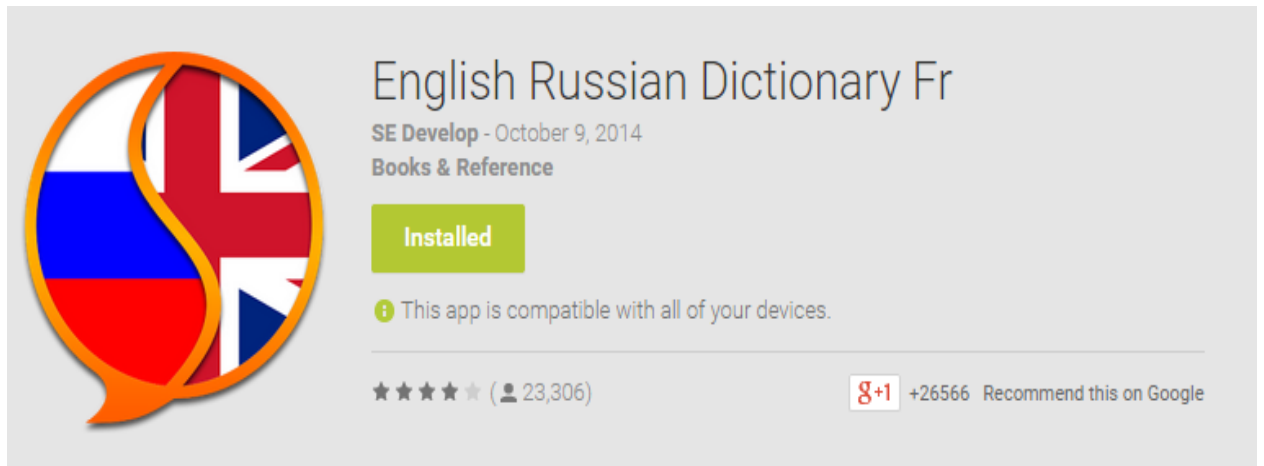 English Russian Dictionary Fr
SE Develop - October 9, 2014
Books & Reference
Installed
This app is compatible with all of your devices.
(23,306)
g+1 +26566 Recommend this on Google